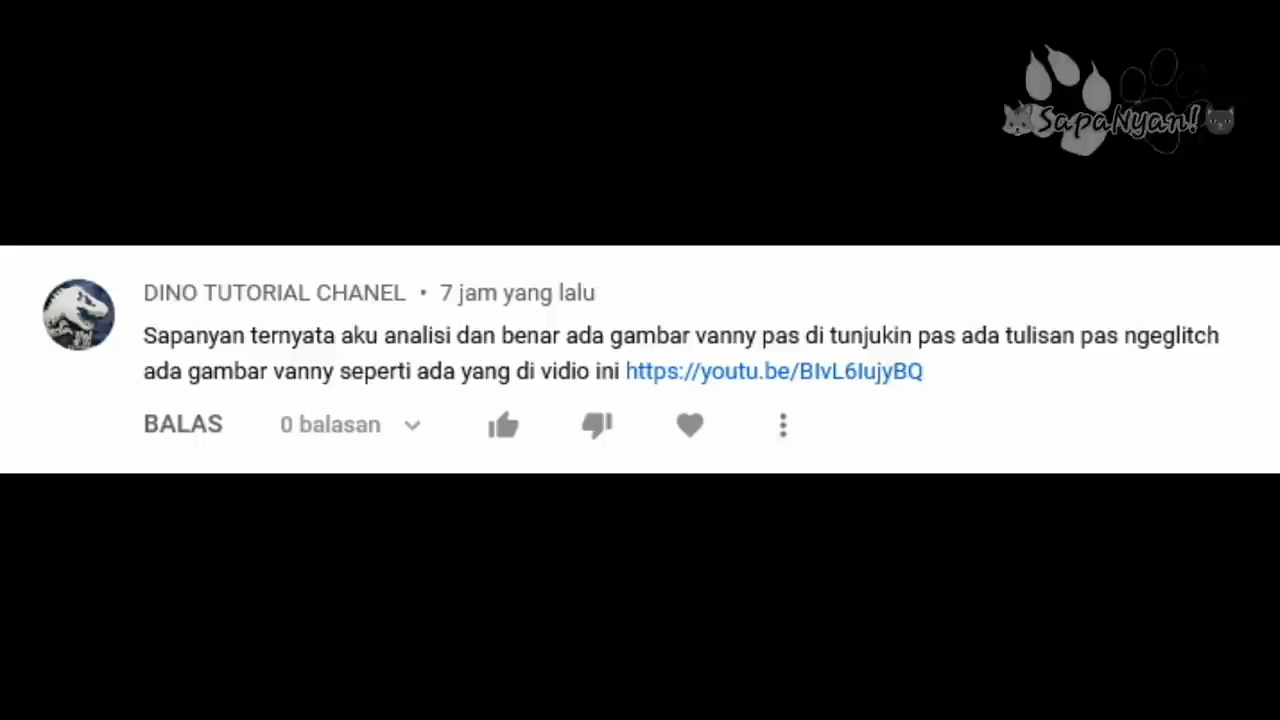 SapaNyan!
DINO TUTORIAL CHANEL • 7 jam yang lalu
Sapanyan ternyata aku analisi dan benar ada gambar vanny pas di tunjukin pas ada tulisan pas ngeglitch
ada gambar vanny seperti ada yang di vidio ini https://youtu.be/BIvL6IujyBQ
BALAS 0 balasan